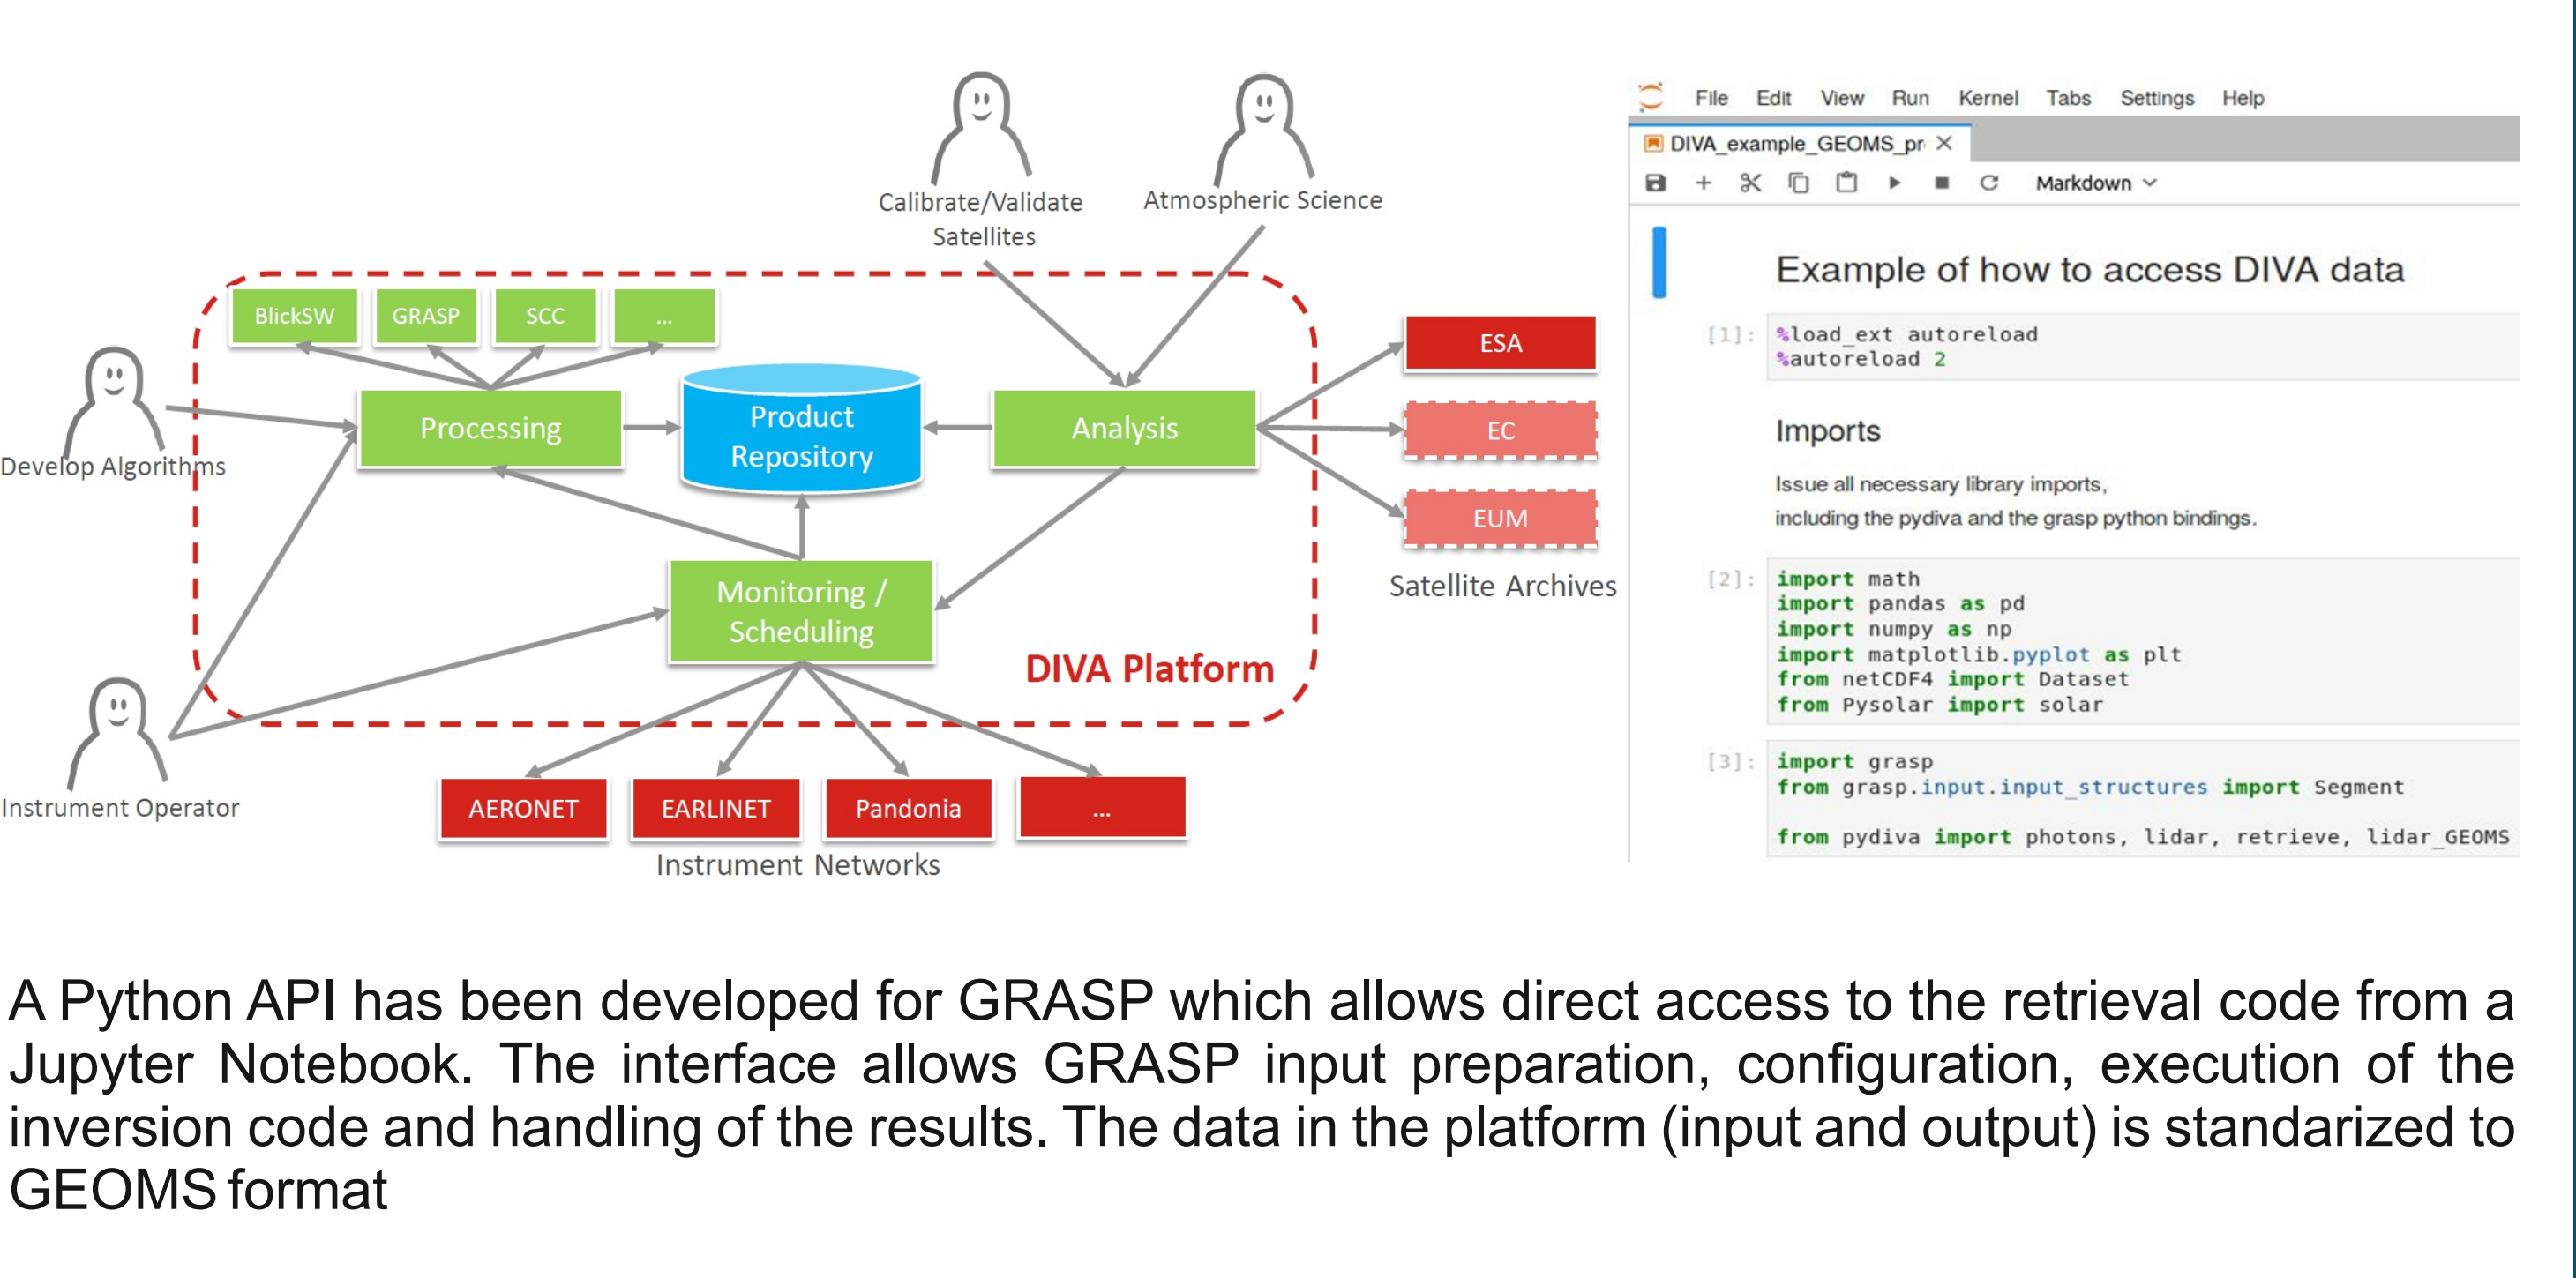 Calibrate/Validate
Satellites
Atmospheric Science
BlickSW
GRASP
SCC
...
Develop Algorithms
Processing
Product
Repository
Analysis
ESA
EC
EUM
Satellite Archives
Monitoring /
Scheduling
DIVA Platform
Instrument Operator
AERONET
EARLINET
Pandonia
...
Instrument Networks
File Edit View Run Kernel Tabs Settings Help
DIVA_example_GEOMS_pr
Markdown
Example of how to access DIVA data
[1]: %load_ext autoreload
%autoreload 2
Imports
Issue all necessary library imports,
including the pydiva and the grasp python bindings.
[2]: import math
import pandas as pd
import numpy as np
import matplotlib.pyplot as plt
from netCDF4 import Dataset
from Pysolar import solar
[3]: import grasp
from grasp.input.input_structures import Segment
from pydiva import photons, lidar, retrieve, lidar_GEOMS
A Python API has been developed for GRASP which allows direct access to the retrieval code from a
Jupyter Notebook. The interface allows GRASP input preparation, configuration, execution of the
inversion code and handling of the results. The data in the platform (input and output) is standarized to
GEOMS format